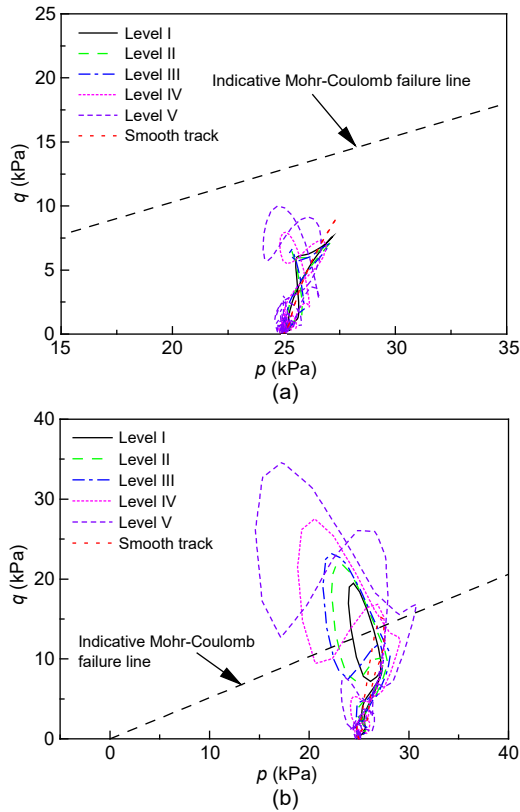 25
20
15
10
5
0
q (kPa)
Level I
Level II
Level III
Level IV
Level V
Smooth track
Indicative Mohr-Coulomb failure line
15 20 25 30 35
p (kPa)
(a)
40
30
20
10
0
q (kPa)
Level I
Level II
Level III
Level IV
Level V
Smooth track
Indicative Mohr-Coulomb
failure line
0 10 20 30 40
p (kPa)
(b)